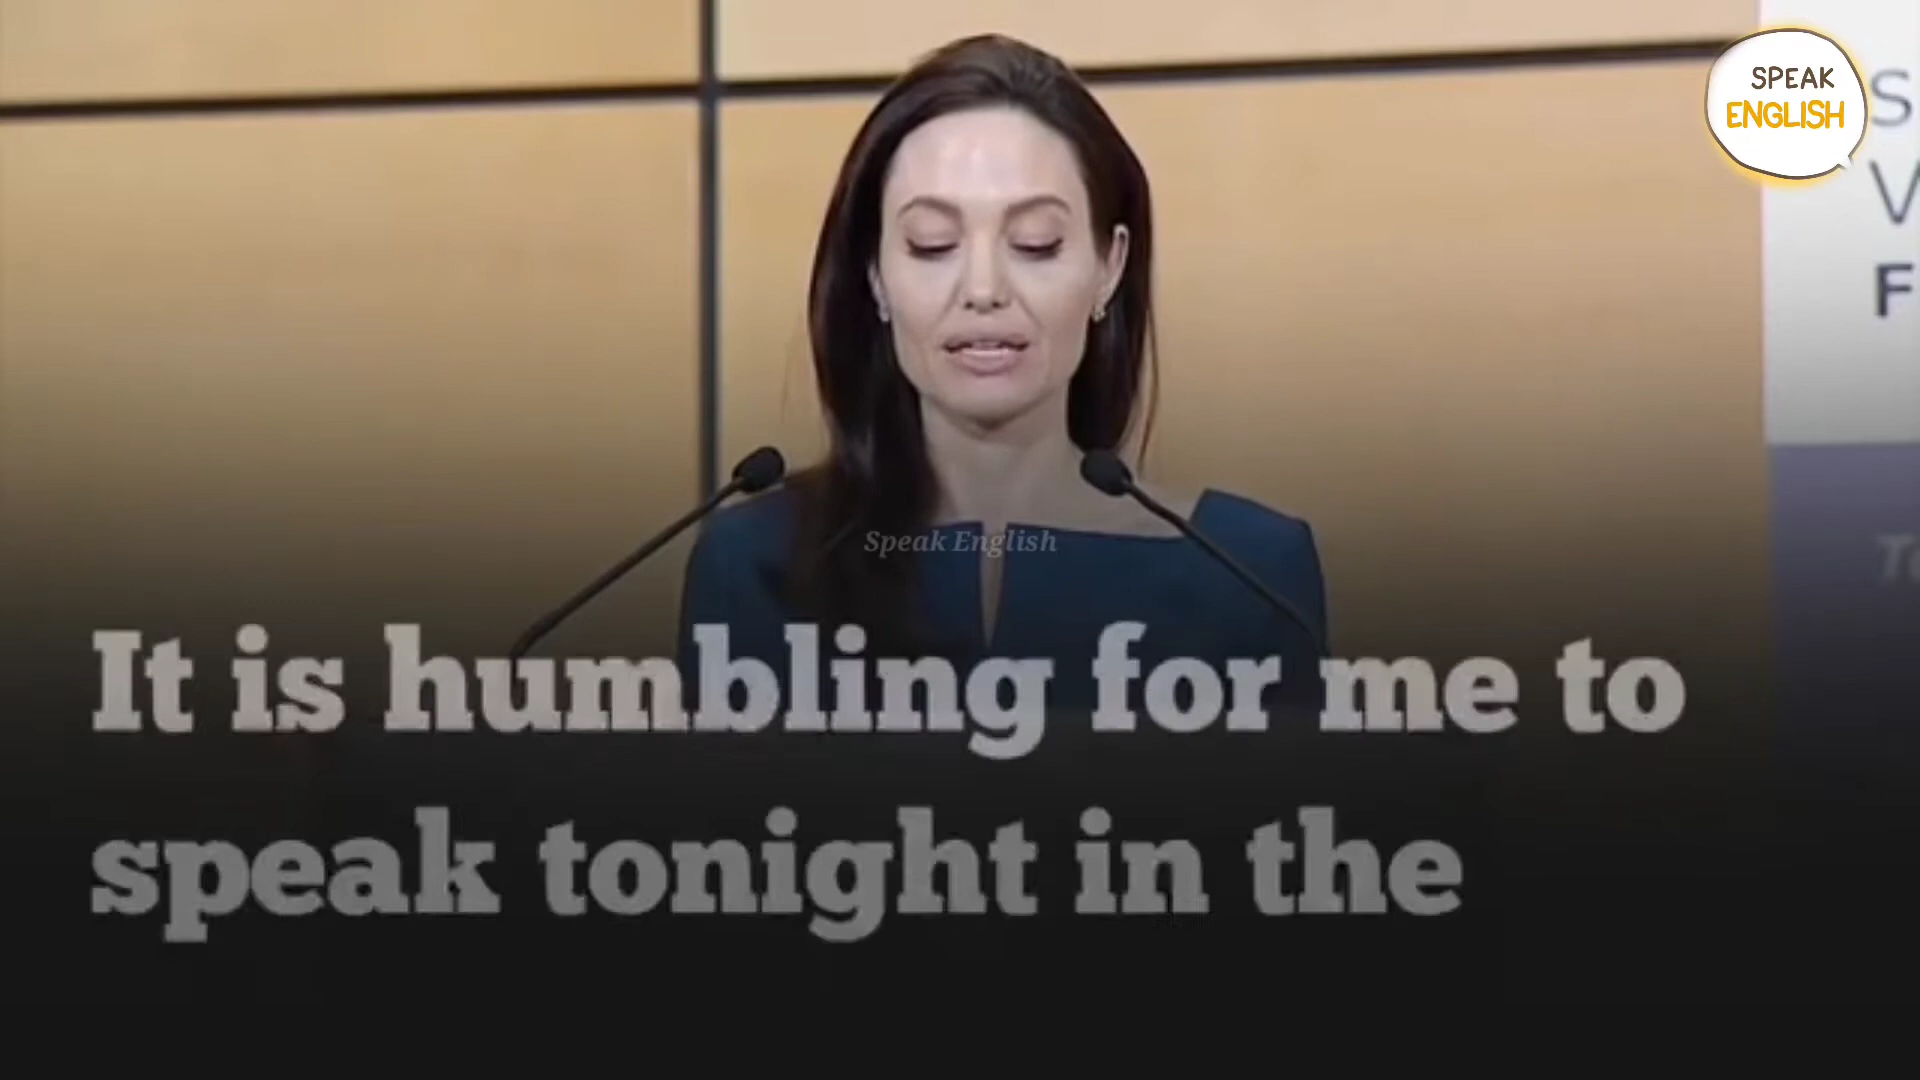 SPEAK
ENGLISH
S
V
F
Speak English
It is humbling for me to
speak tonight in the